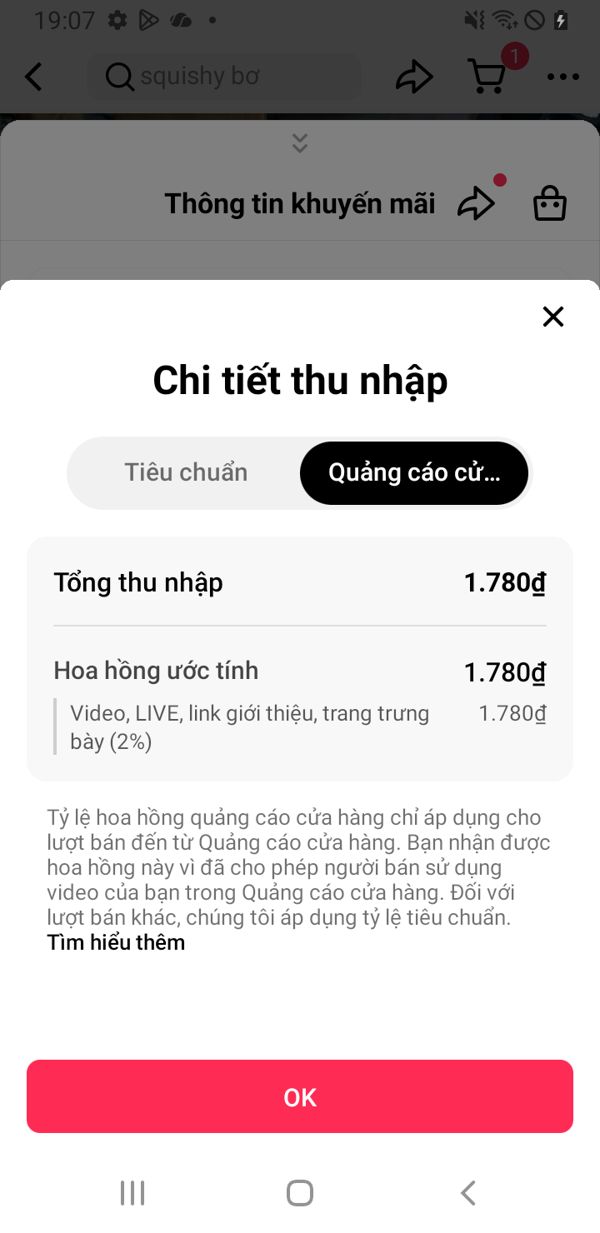 19:07
squishy bơ
1
Thông tin khuyến mãi
Chi tiết thu nhập
Tiêu chuẩn
Quảng cáo cử...
Tổng thu nhập
1.780₫
Hoa hồng ước tính
1.780₫
Video, LIVE, link giới thiệu, trang trưng
1.780₫
bày (2%)
Tỷ lệ hoa hồng quảng cáo cửa hàng chỉ áp dụng cho
lượt bán đến từ Quảng cáo cửa hàng. Bạn nhận được
hoa hồng này vì đã cho phép người bán sử dụng
video của bạn trong Quảng cáo cửa hàng. Đối với
lượt bán khác, chúng tôi áp dụng tỷ lệ tiêu chuẩn.
Tìm hiểu thêm
OK